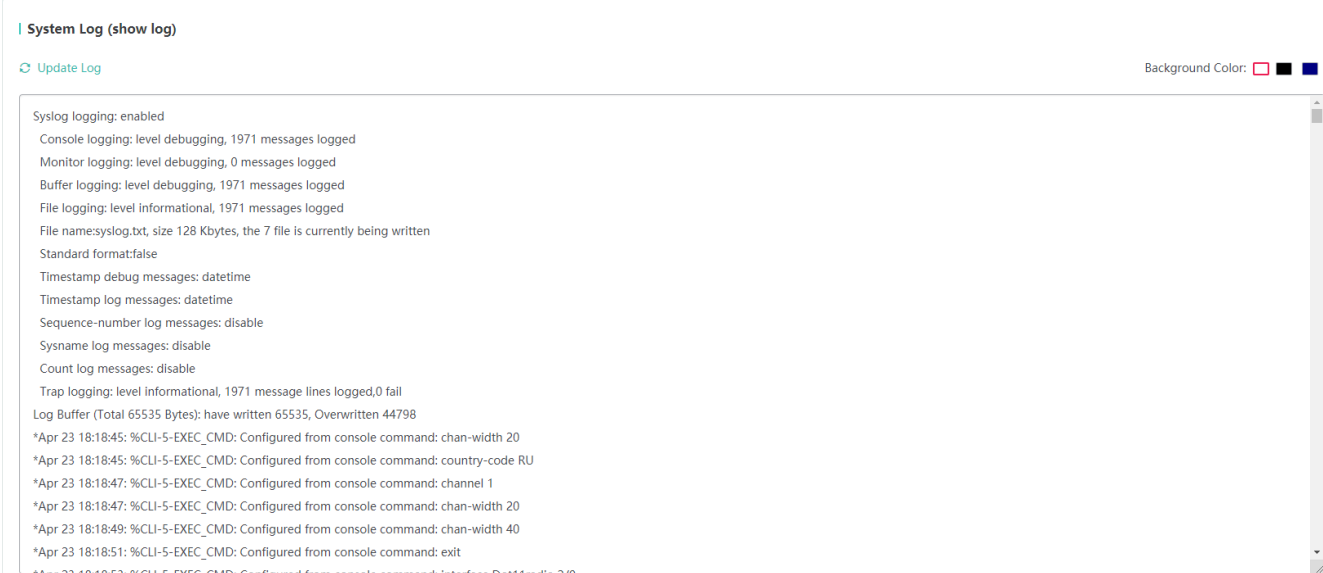 System Log (show log)
Update Log
Background Color:
Syslog logging: enabled
Console logging: level debugging, 1971 messages logged
Monitor logging: level debugging, 0 messages logged
Buffer logging: level debugging, 1971 messages logged
File logging: level informational, 1971 messages logged
File name:syslog.txt, size 128 Kbytes, the 7 file is currently being written
Standard format:false
Timestamp debug messages: datetime
Timestamp log messages: datetime
Sequence-number log messages: disable
Sysname log messages: disable
Count log messages: disable
Trap logging: level informational, 1971 message lines logged,0 fail
Log Buffer (Total 65535 Bytes): have written 65535, Overwritten 44798
*Apr 23 18:18:45: %CLI-5-EXEC_CMD: Configured from console command: chan-width 20
*Apr 23 18:18:45: %CLI-5-EXEC_CMD: Configured from console command: country-code RU
*Apr 23 18:18:47: %CLI-5-EXEC_CMD: Configured from console command: channel 1
*Apr 23 18:18:47: %CLI-5-EXEC_CMD: Configured from console command: chan-width 20
*Apr 23 18:18:49: %CLI-5-EXEC_CMD: Configured from console command: chan-width 40
*Apr 23 18:18:51: %CLI-5-EXEC_CMD: Configured from console command: exit